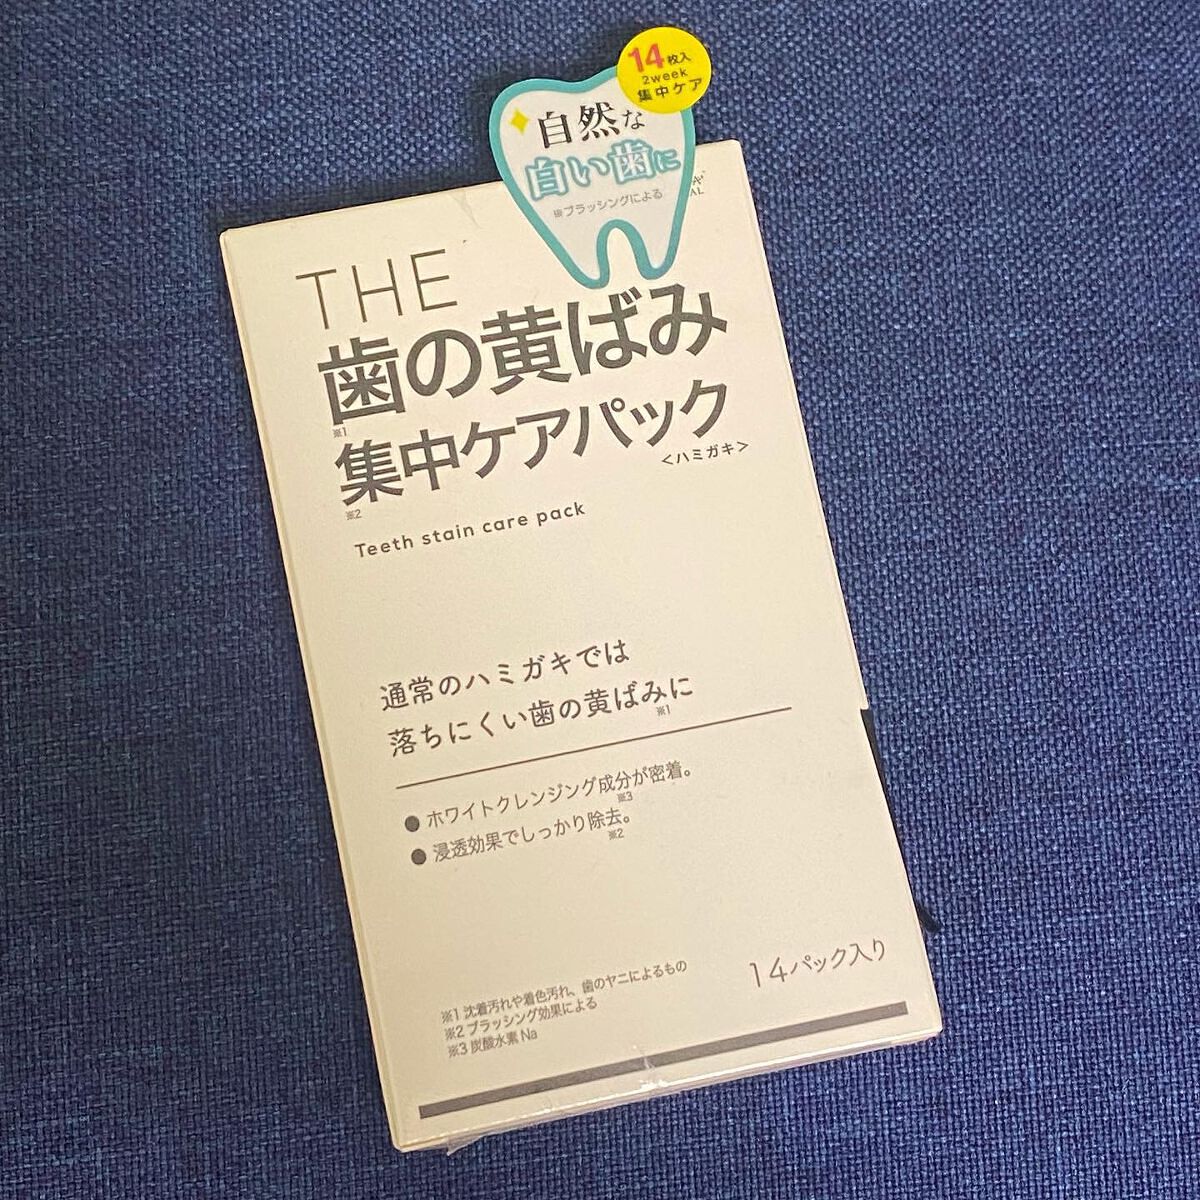 14枚入
2week
集中ケア
自然な
白い歯に
※ブラッシングによる
THE
歯の黄ばみ
※1
集中ケアパック
※2
<ハミガキ>
Teeth stain care pack
通常のハミガキでは
落ちにくい歯の黄ばみに
※1
● ホワイトクレンジング成分が密着。
※3
● 浸透効果でしっかり除去。
※2
14パック入り
※1 沈着汚れや着色汚れ、歯のヤニによるもの
※2 ブラッシング効果による
※3 炭酸水素Na